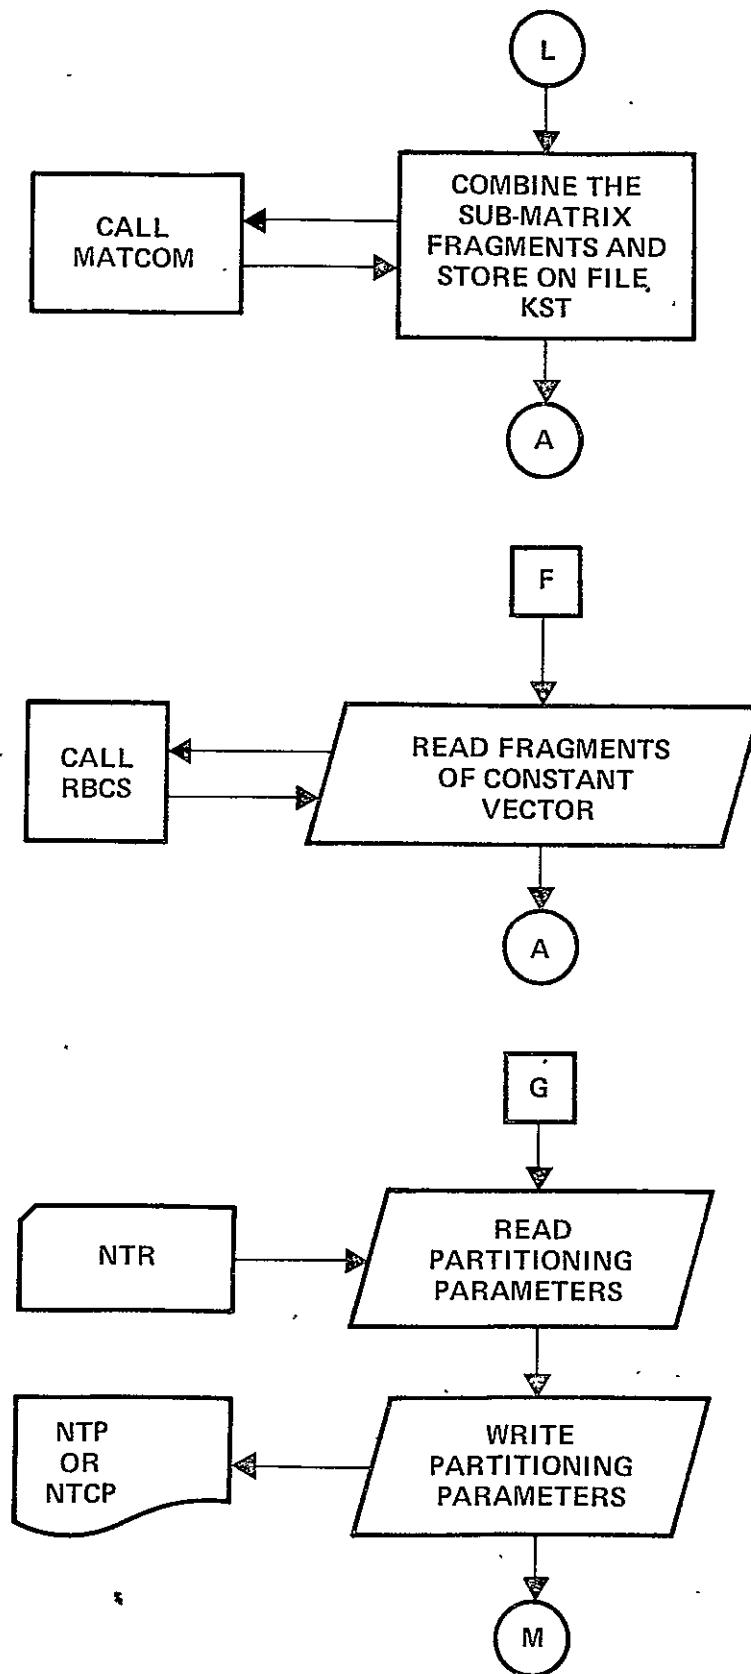 L
CALL
MATCOM
COMBINE THE
SUB-MATRIX
FRAGMENTS AND
STORE ON FILE
KST
A
F
CALL
RBCS
READ FRAGMENTS
OF CONSTANT
VECTOR
A
G
NTR
READ
PARTITIONING
PARAMETERS
NTP
OR
NTCP
WRITE
PARTITIONING
PARAMETERS
M